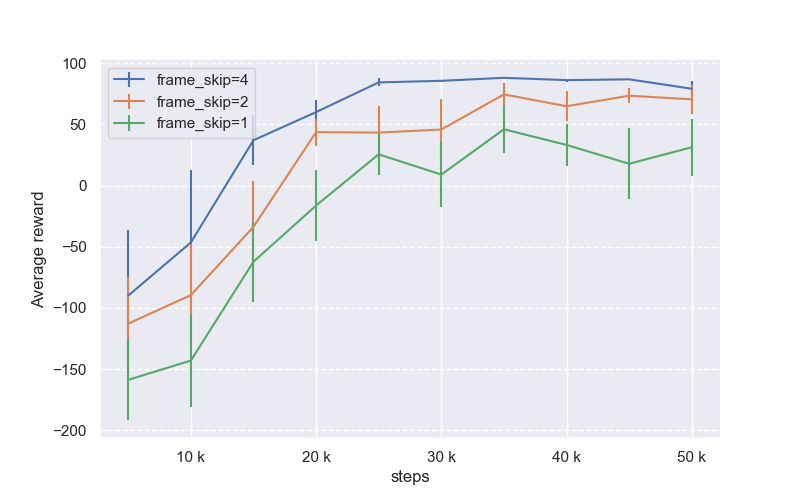 frame_skip=4
frame_skip=2
frame_skip=1
Average reward
100
50
0
−50
−100
−150
−200
10 k 20 k 30 k 40 k 50 k
steps